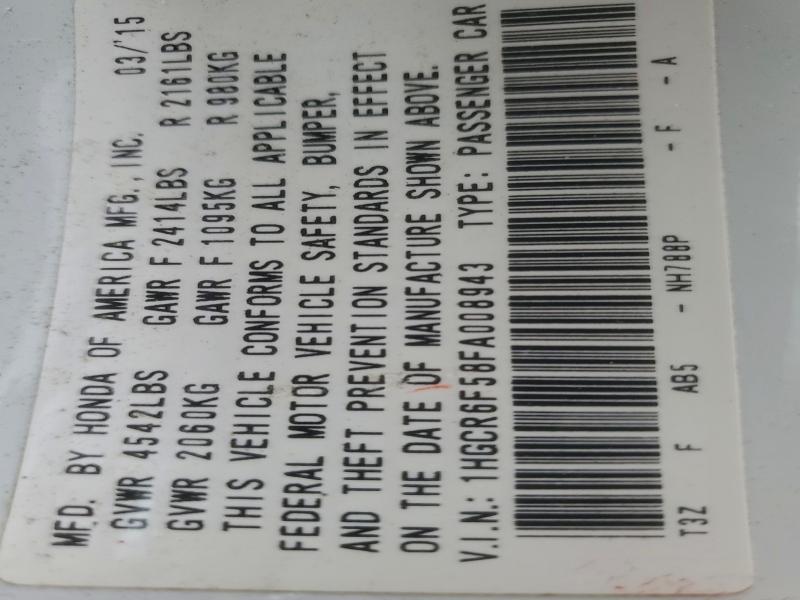 MFD. BY HONDA OF AMERICA MFG., INC. 03/'15
GVWR 4542LBS GAWR F 2414LBS R 2161LBS
GVWR 2060KG GAWR F 1095KG R 980KG
THIS VEHICLE CONFORMS TO ALL APPLICABLE
FEDERAL MOTOR VEHICLE SAFETY, BUMPER,
AND THEFT PREVENTION STANDARDS IN EFFECT
ON THE DATE OF MANUFACTURE SHOWN ABOVE.
V.I.N.: 1HGCR6F58FA008943 TYPE: PASSENGER CAR
T3Z F AB5 - NH788P - F - A